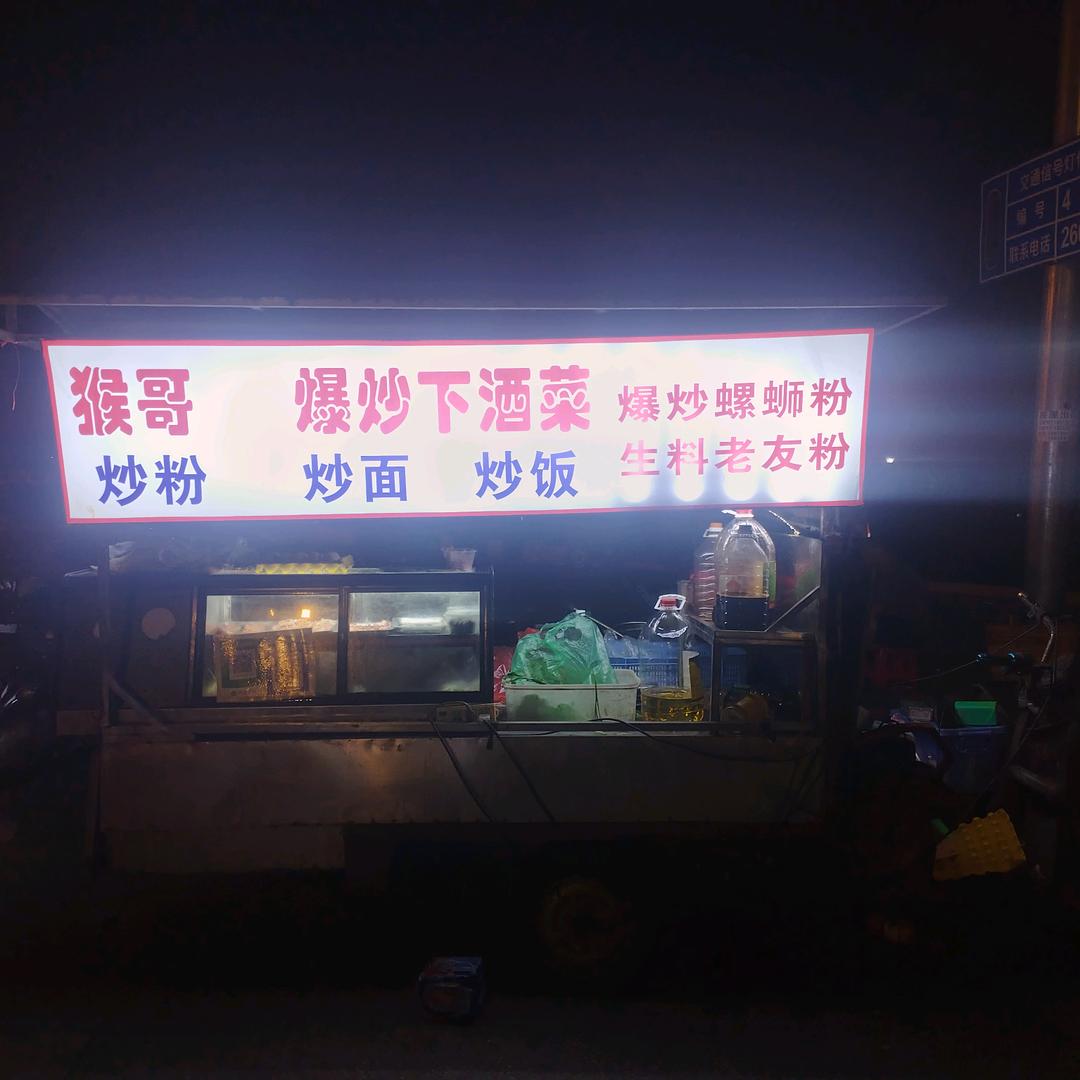 猴哥 爆炒下酒菜
炒粉 炒面 炒饭
爆炒螺蛳粉
生料老友粉
交通信号灯
编号 4
联系电话 26